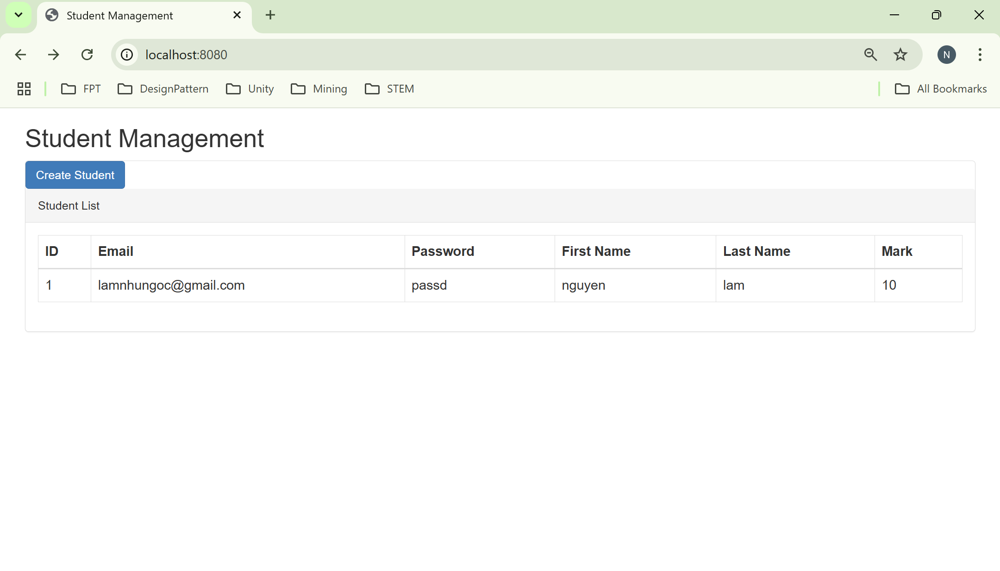 Student Management
localhost:8080
N
FPT DesignPattern Unity Mining STEM All Bookmarks
Student Management
Create Student
Student List
ID Email Password First Name Last Name Mark
1 lamnhungoc@gmail.com passd nguyen lam 10